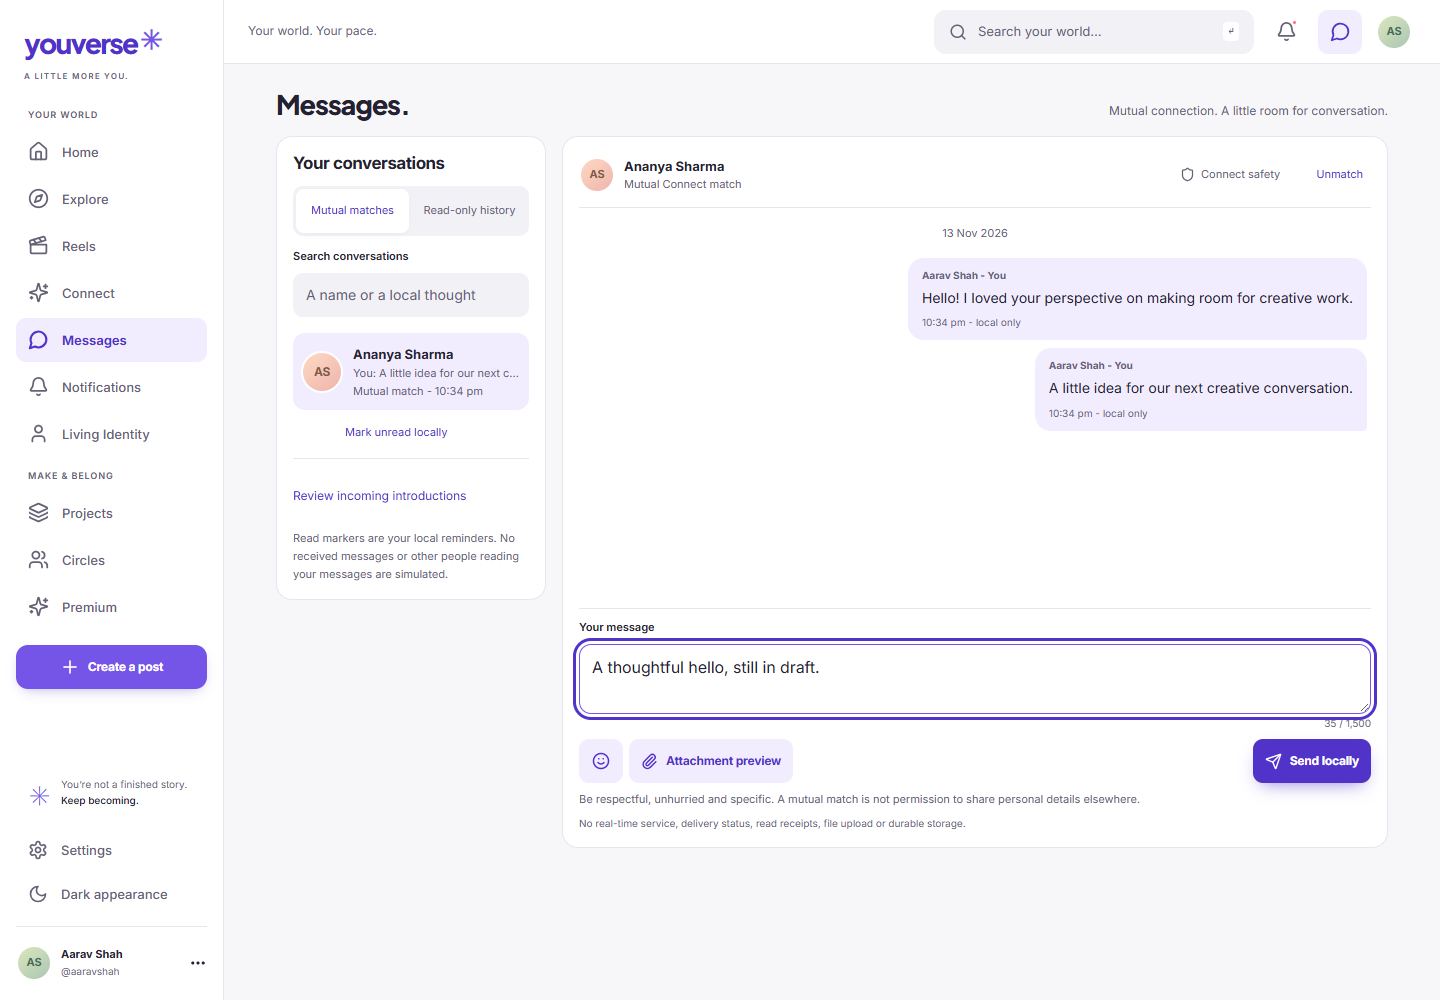 youverse
A LITTLE MORE YOU.
YOUR WORLD
Home
Explore
Reels
Connect
Messages
Notifications
Living Identity
MAKE & BELONG
Projects
Circles
Premium
Create a post
You're not a finished story.
Keep becoming.
Settings
Dark appearance
AS
Aarav Shah
@aaravshah
Your world. Your pace.
Search your world...
AS
Messages.
Mutual connection. A little room for conversation.
Your conversations
Mutual matches
Read-only history
Search conversations
A name or a local thought
AS
Ananya Sharma
You: A little idea for our next c...
Mutual match - 10:34 pm
Mark unread locally
Review incoming introductions
Read markers are your local reminders. No
received messages or other people reading
your messages are simulated.
AS
Ananya Sharma
Mutual Connect match
Connect safety
Unmatch
13 Nov 2026
Aarav Shah - You
Hello! I loved your perspective on making room for creative work.
10:34 pm - local only
Aarav Shah - You
A little idea for our next creative conversation.
10:34 pm - local only
Your message
A thoughtful hello, still in draft.
35 / 1,500
Attachment preview
Send locally
Be respectful, unhurried and specific. A mutual match is not permission to share personal details elsewhere.
No real-time service, delivery status, read receipts, file upload or durable storage.